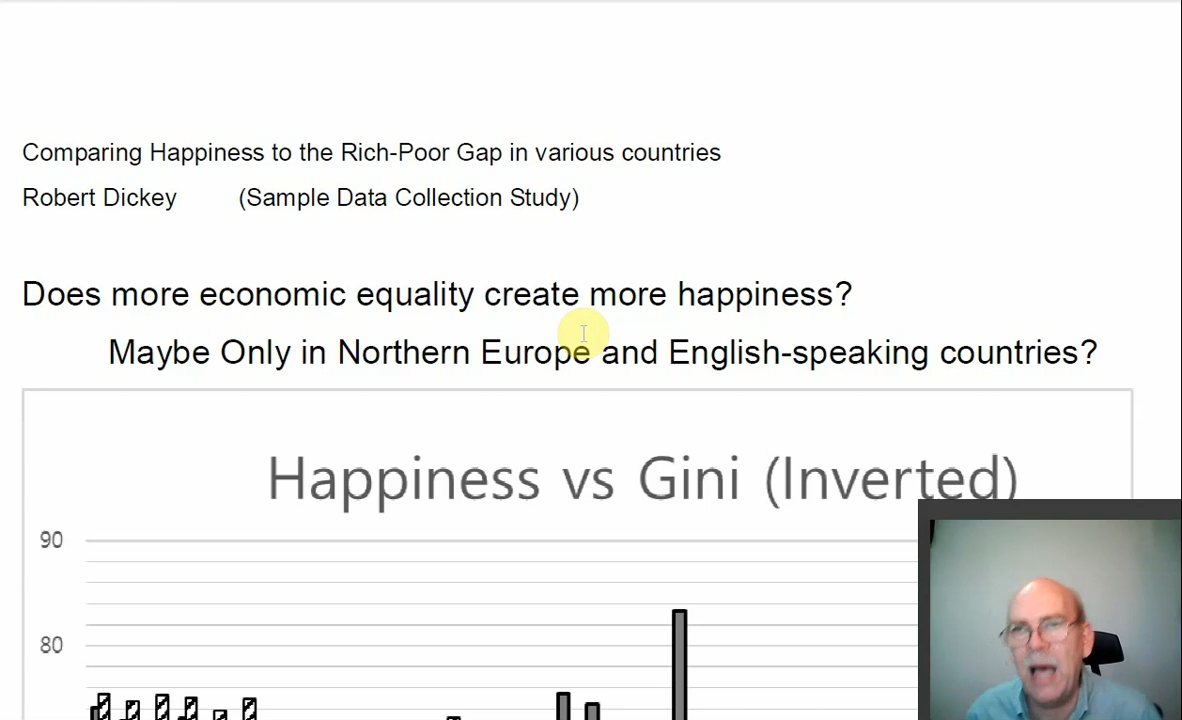 Comparing Happiness to the Rich-Poor Gap in various countries
Robert Dickey (Sample Data Collection Study)
Does more economic equality create more happiness?
Maybe Only in Northern Europe and English-speaking countries?
Happiness vs Gini (Inverted)
90
80